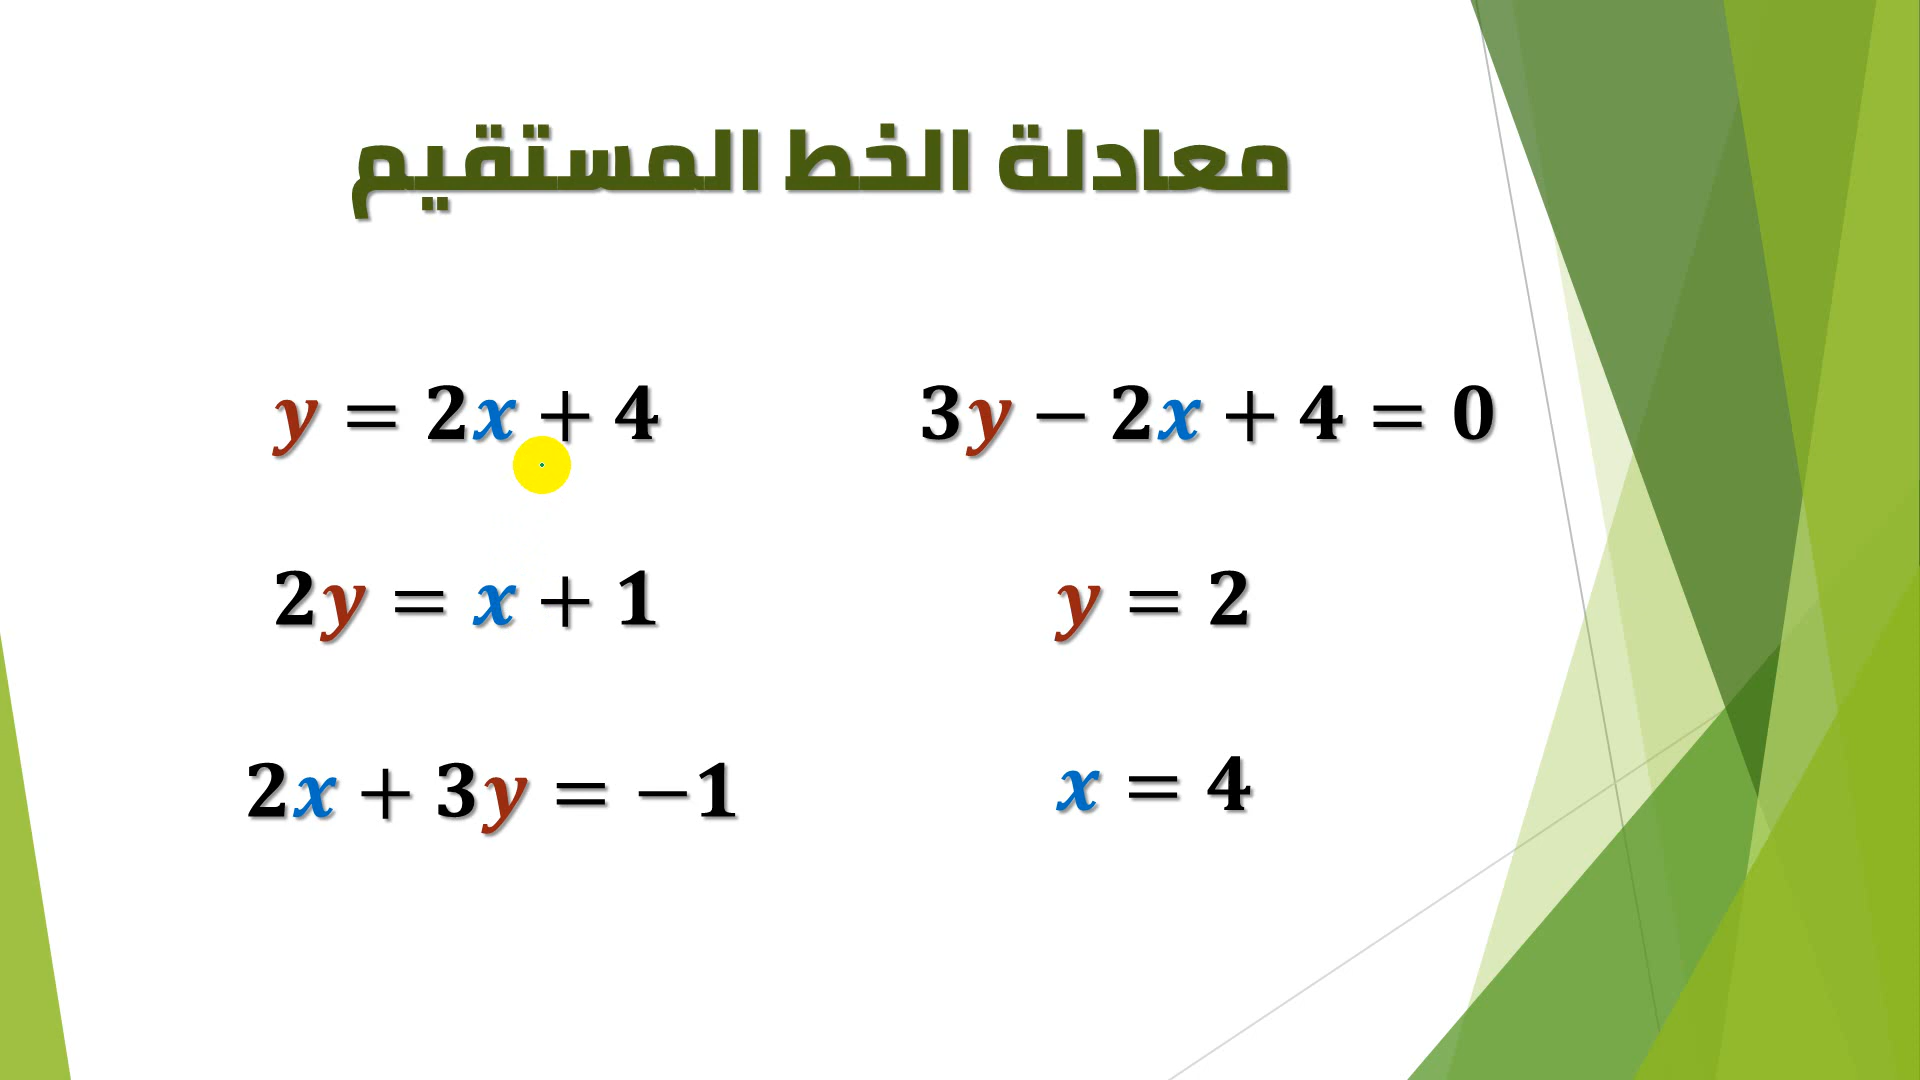 معادلة الخط المستقيم
y = 2x + 4
3y − 2x + 4 = 0
2y = x + 1
y = 2
2x + 3y = −1
x = 4